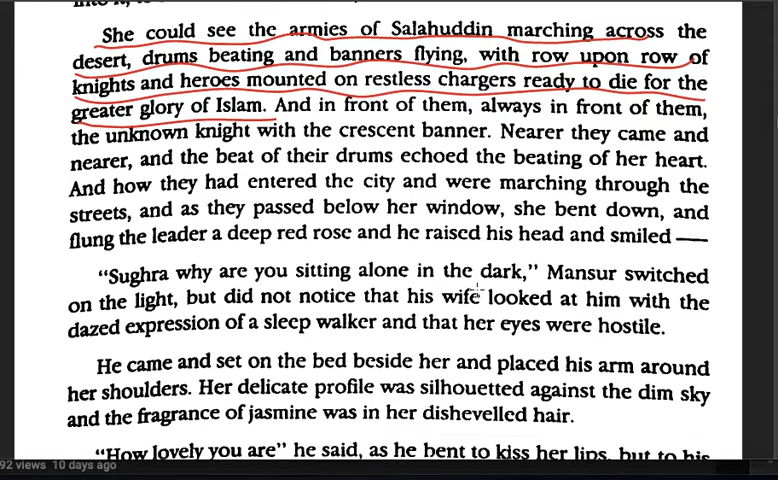 She could see the armies of Salahuddin marching across the
desert, drums beating and banners flying, with row upon row of
knights and heroes mounted on restless chargers ready to die for the
greater glory of Islam. And in front of them, always in front of them,
the unknown knight with the crescent banner. Nearer they came and
nearer, and the beat of their drums echoed the beating of her heart.
And how they had entered the city and were marching through the
streets, and as they passed below her window, she bent down, and
flung the leader a deep red rose and he raised his head and smiled —
“Sughra why are you sitting alone in the dark,” Mansur switched
on the light, but did not notice that his wife looked at him with the
dazed expression of a sleep walker and that her eyes were hostile.
He came and set on the bed beside her and placed his arm around
her shoulders. Her delicate profile was silhouetted against the dim sky
and the fragrance of jasmine was in her dishevelled hair.
“How lovely you are” he said, as he bent to kiss her lips, but to his
92 views 10 days ago